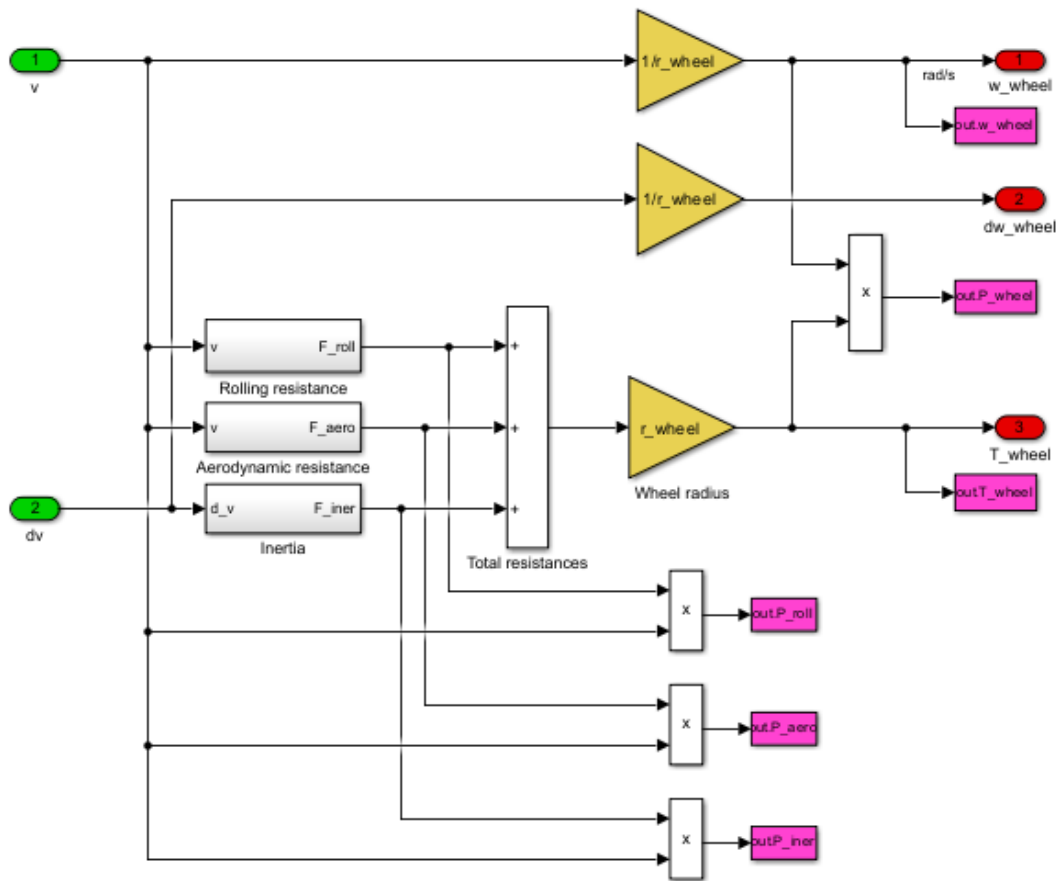 1
v
1/r_wheel
rad/s
1
w_wheel
out.w_wheel
1/r_wheel
2
dw_wheel
x
out.P_wheel
v F_roll
Rolling resistance
+
v F_aero
Aerodynamic resistance
+
r_wheel
Wheel radius
3
T_wheel
out.T_wheel
2
dv
d_v F_iner
Inertia
+
Total resistances
x
out.P_roll
x
out.P_aero
x
out.P_iner